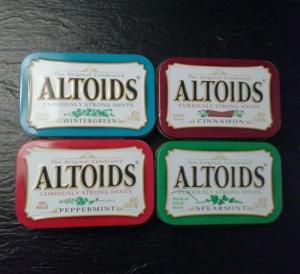 The Original Celebrated
ALTOIDS
CURIOUSLY STRONG MINTS
WINTERGREEN
The Original Celebrated
ALTOIDS
CURIOUSLY STRONG MINTS
CINNAMON
The Original Celebrated
ALTOIDS
CURIOUSLY STRONG MINTS
PEPPERMINT
The Original Celebrated
ALTOIDS
CURIOUSLY STRONG MINTS
SPEARMINT